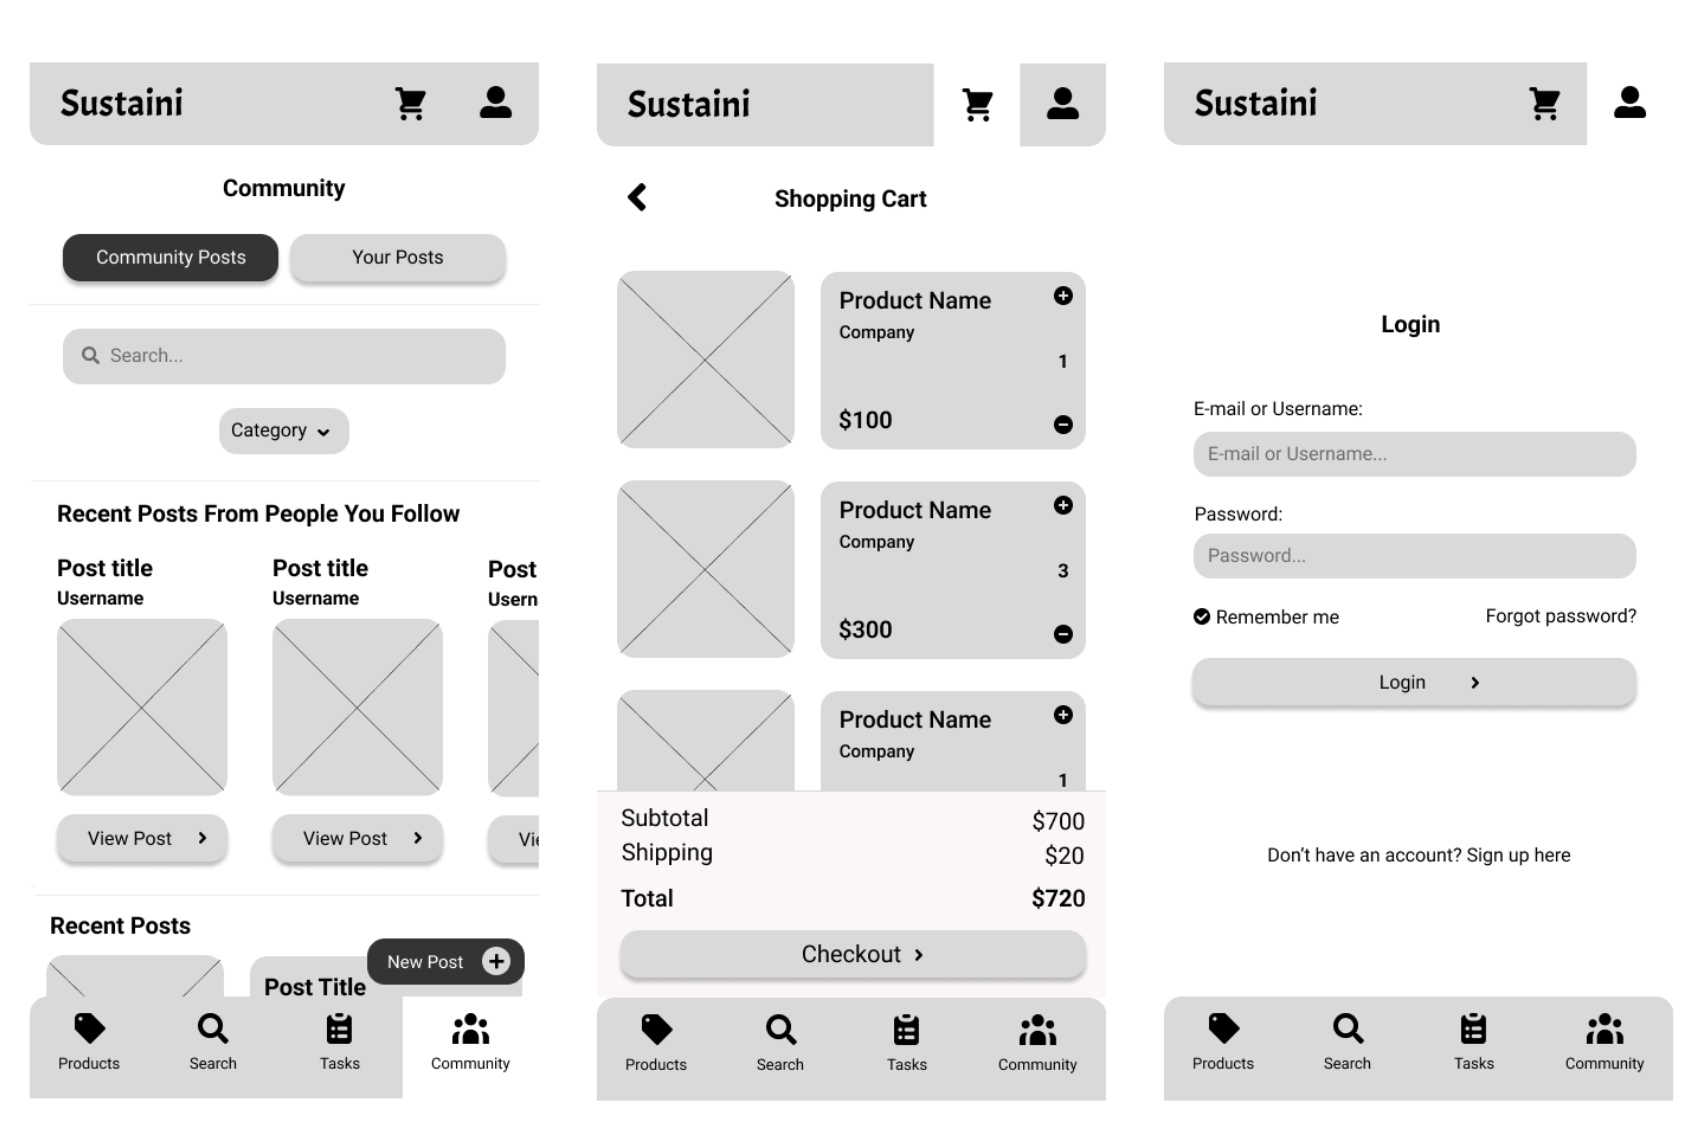 Sustaini
Community
Community Posts
Your Posts
Search...
Category
Recent Posts From People You Follow
Post title
Username
Post title
Username
Post
Usern
View Post
View Post
Vi
Recent Posts
Post Title
New Post
Products
Search
Tasks
Community
Sustaini
Shopping Cart
Product Name
Company
1
$100
Product Name
Company
3
$300
Product Name
Company
1
Subtotal $700
Shipping $20
Total $720
Checkout
Products
Search
Tasks
Community
Sustaini
Login
E-mail or Username:
E-mail or Username...
Password:
Password...
Remember me
Forgot password?
Login
Don't have an account? Sign up here
Products
Search
Tasks
Community